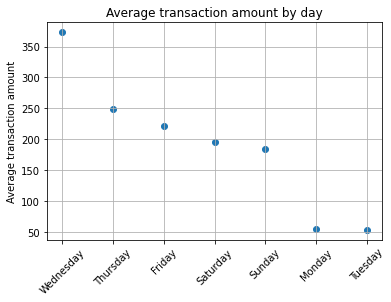 Average transaction amount by day
Average transaction amount
350
300
250
200
150
100
50
Wednesday
Thursday
Friday
Saturday
Sunday
Monday
Tuesday